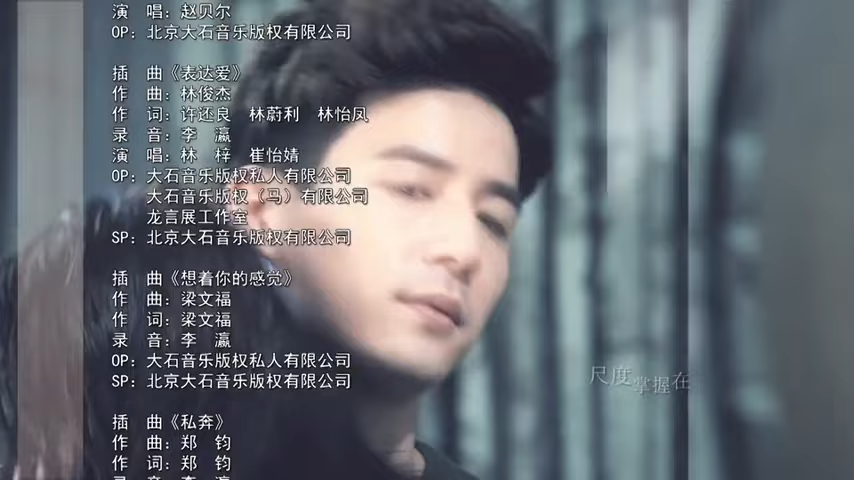 演　唱：赵贝尔
OP：北京大石音乐版权有限公司
插　曲《表达爱》
作　曲：林俊杰
作　词：许还良　林蔚利　林怡凤
录　音：李　瀛
演　唱：林　梓　崔怡婧
OP：大石音乐版权私人有限公司
大石音乐版权（马）有限公司
龙言展工作室
SP：北京大石音乐版权有限公司
插　曲《想着你的感觉》
作　曲：梁文福
作　词：梁文福
录　音：李　瀛
OP：大石音乐版权私人有限公司
SP：北京大石音乐版权有限公司
插　曲《私奔》
作　曲：郑　钧
作　词：郑　钧
尺度掌握在